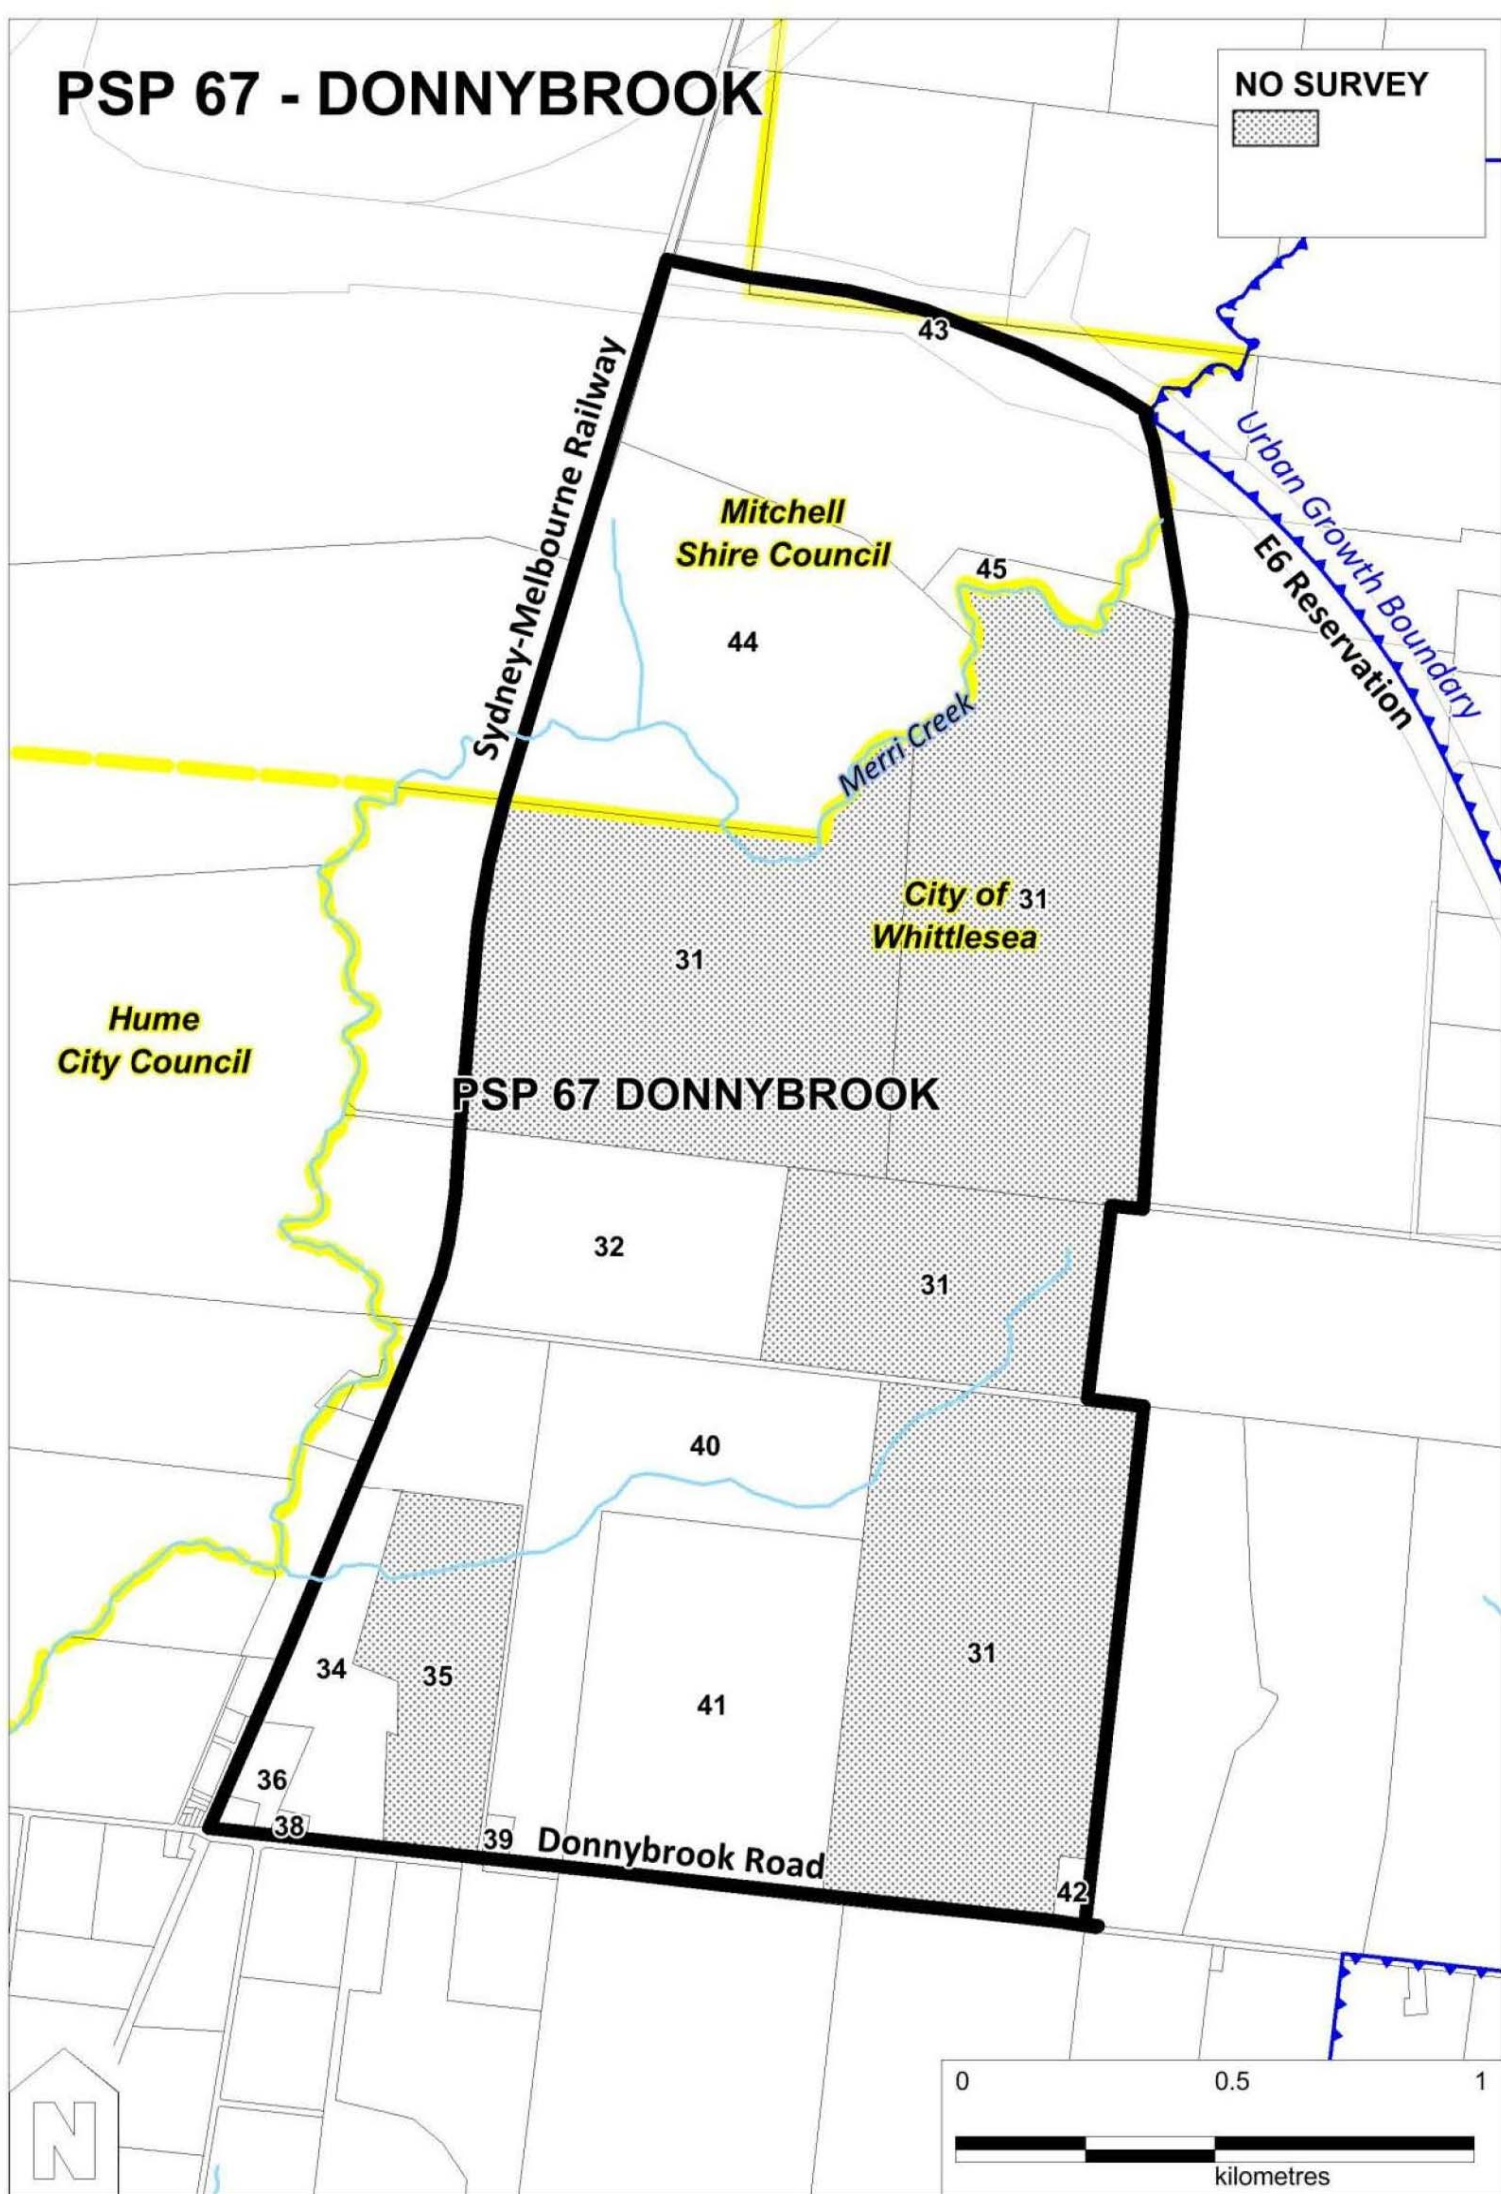 PSP 67 - DONNYBROOK
NO SURVEY
43
Sydney-Melbourne Railway
Urban Growth Boundary
E6 Reservation
Mitchell
Shire Council
45
44
Merri Creek
City of
Whittlesea
31
31
Hume
City Council
PSP 67 DONNYBROOK
32
31
40
31
34
35
41
36
38
39
Donnybrook Road
42
N
0 0.5 1
kilometres